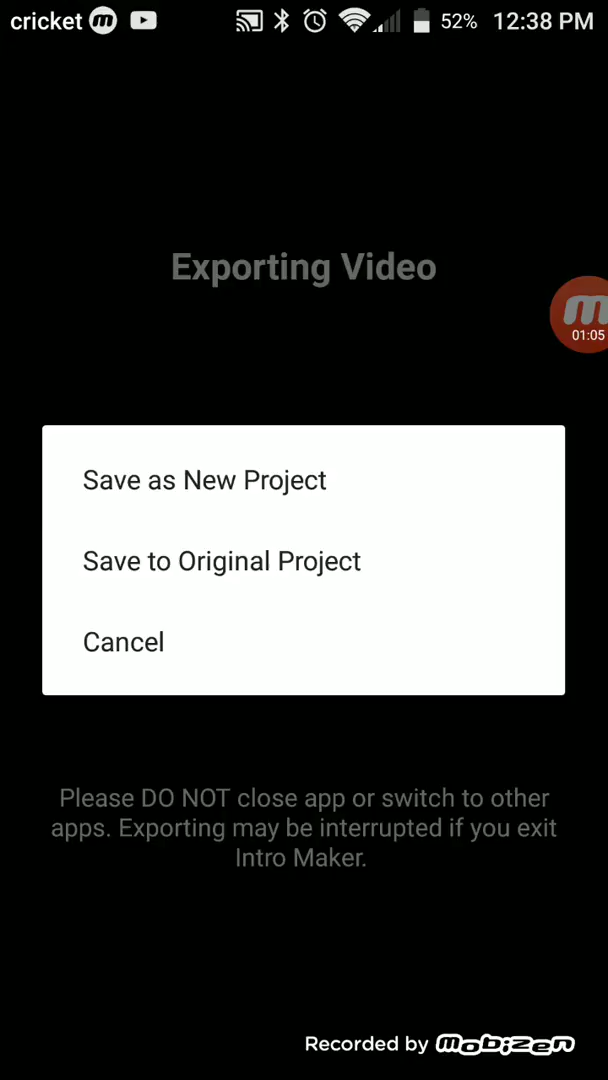 cricket m 52% 12:38 PM
Exporting Video
m
01:05
Save as New Project
Save to Original Project
Cancel
Please DO NOT close app or switch to other
apps. Exporting may be interrupted if you exit
Intro Maker.
Recorded by mobizen